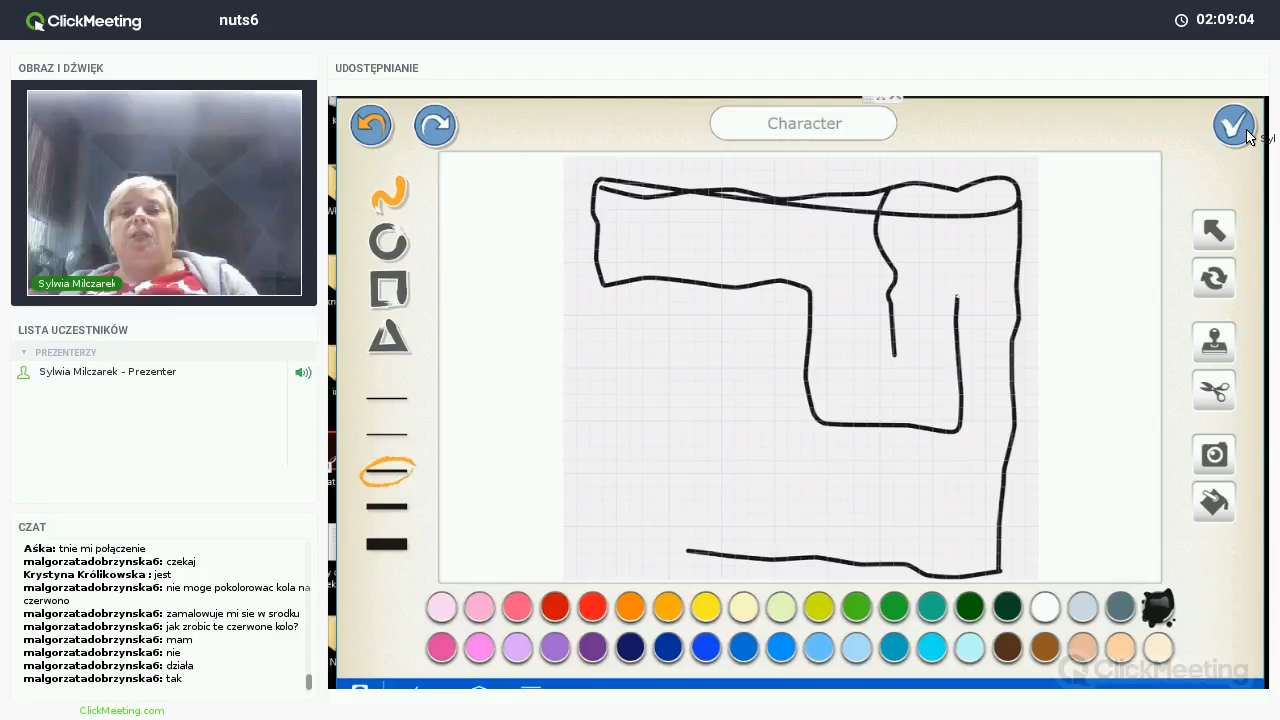 ClickMeeting
nuts6
02:09:04
OBRAZ I DŹWIĘK
UDOSTĘPNIANIE
Character
Syl
Sylwia Milczarek
LISTA UCZESTNIKÓW
PREZENTERZY
Sylwia Milczarek - Prezenter
CZAT
Aśka: tnie mi połączenie
malgorzatadobrzynska6: czekaj
Krystyna Królikowska : jest
malgorzatadobrzynska6: nie moge pokolorowac kola na
czerwono
malgorzatadobrzynska6: zamalowuje mi sie w srodku
malgorzatadobrzynska6: jak zrobic te czerwone kolo?
malgorzatadobrzynska6: mam
malgorzatadobrzynska6: nie
malgorzatadobrzynska6: działa
malgorzatadobrzynska6: tak
ClickMeeting
ClickMeeting.com